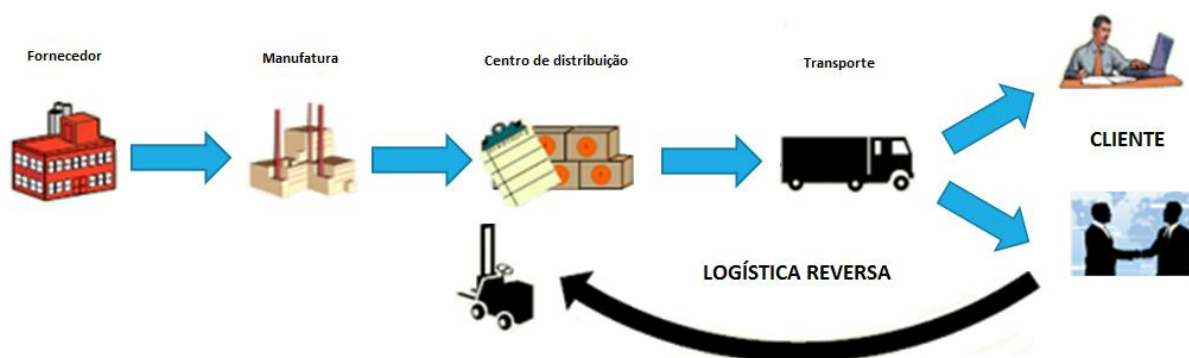 Fornecedor
Manufatura
Centro de distribuição
Transporte
CLIENTE
LOGÍSTICA REVERSA